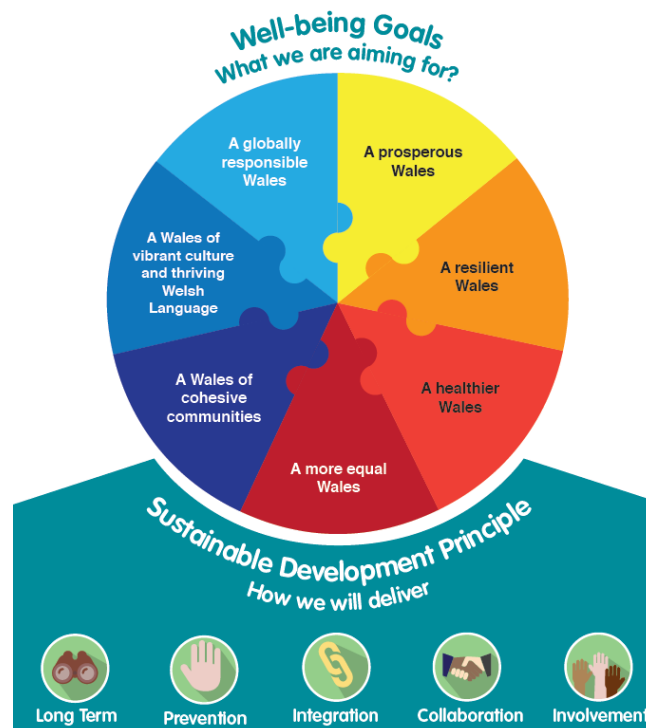 Well-being Goals
What we are aiming for?
A globally
responsible
Wales
A prosperous
Wales
A Wales of
vibrant culture
and thriving
Welsh
Language
A resilient
Wales
A Wales of
cohesive
communities
A healthier
Wales
A more equal
Wales
Sustainable Development Principle
How we will deliver
Long Term
Prevention
Integration
Collaboration
Involvement